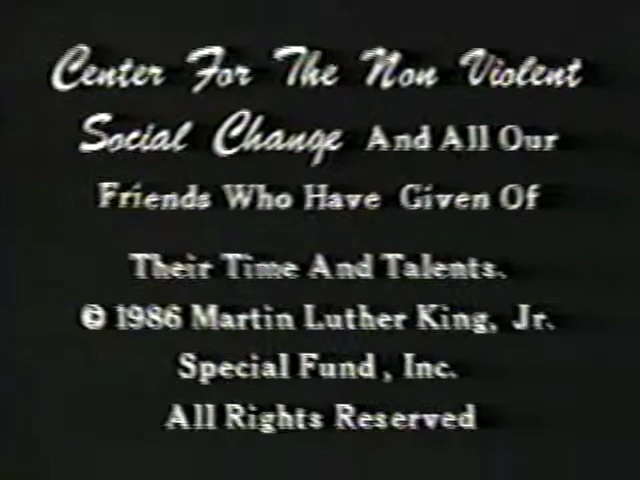 Center For The Non Violent
Social Change And All Our
Friends Who Have Given Of
Their Time And Talents.
© 1986 Martin Luther King, Jr.
Special Fund, Inc.
All Rights Reserved